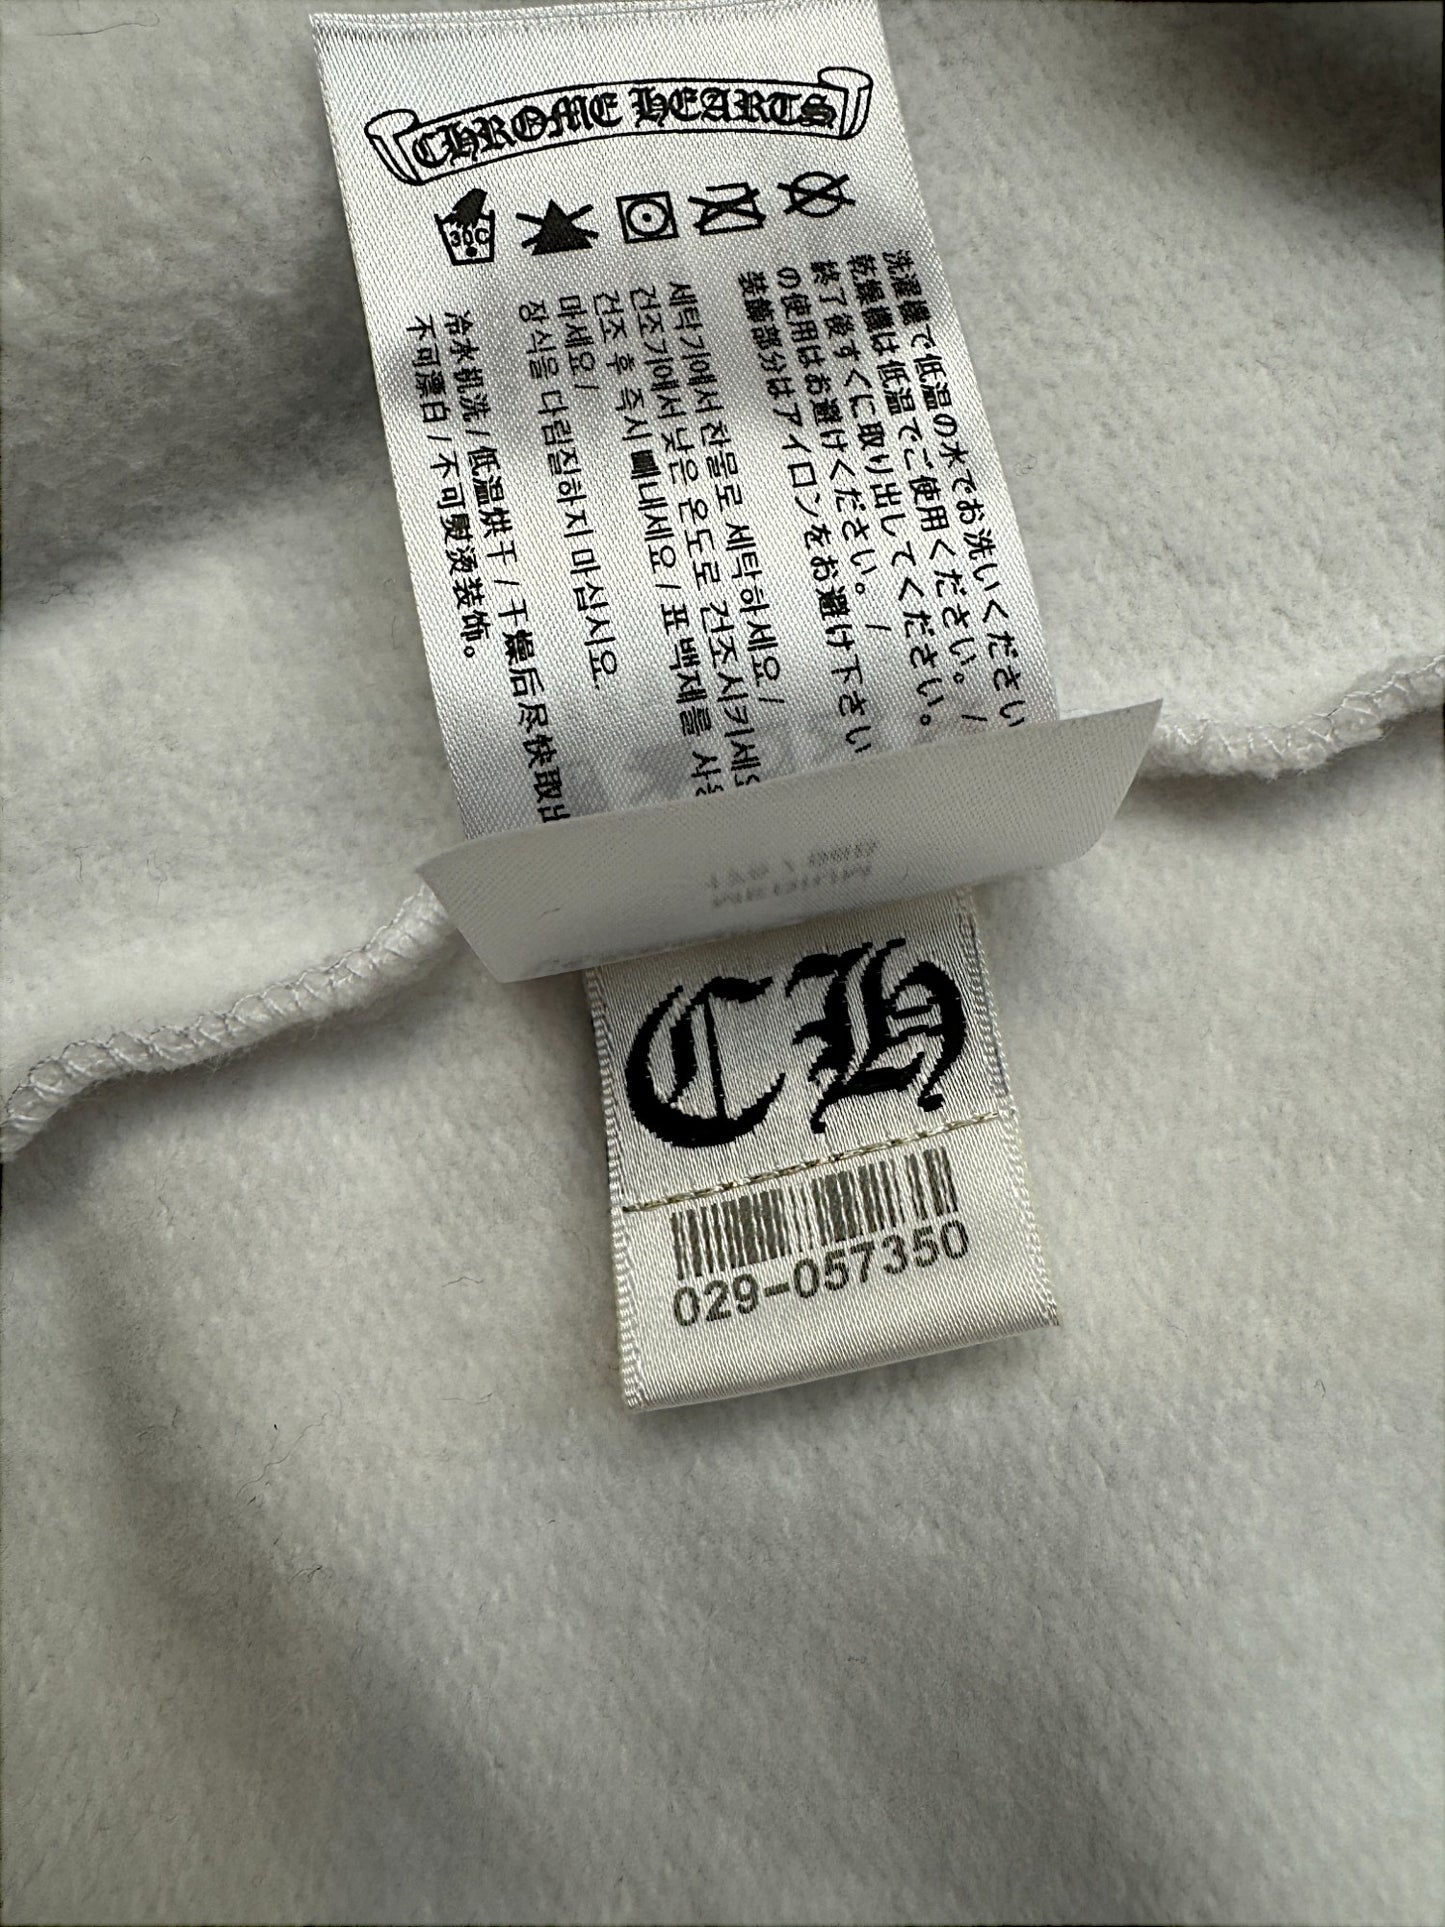 CHROME HEARTS
30C
洗濯機で低温の水でお洗いください
乾燥機は低温でご使用ください。/
終了後すぐに取り出してください。
の使用はお避けください。/
装飾部分はアイロンをお避け下さい
세탁기에서 찬물로 세탁하세요/
건조기에서 낮은 온도로 건조시키세요
건조 후 즉시 빼내세요/표백제를 사용
마세요/
장식을 다림질하지 마십시요.
冷水机洗/低温烘干/干燥后尽快取出
不可漂白/不可熨烫装饰。
CH
029-057350